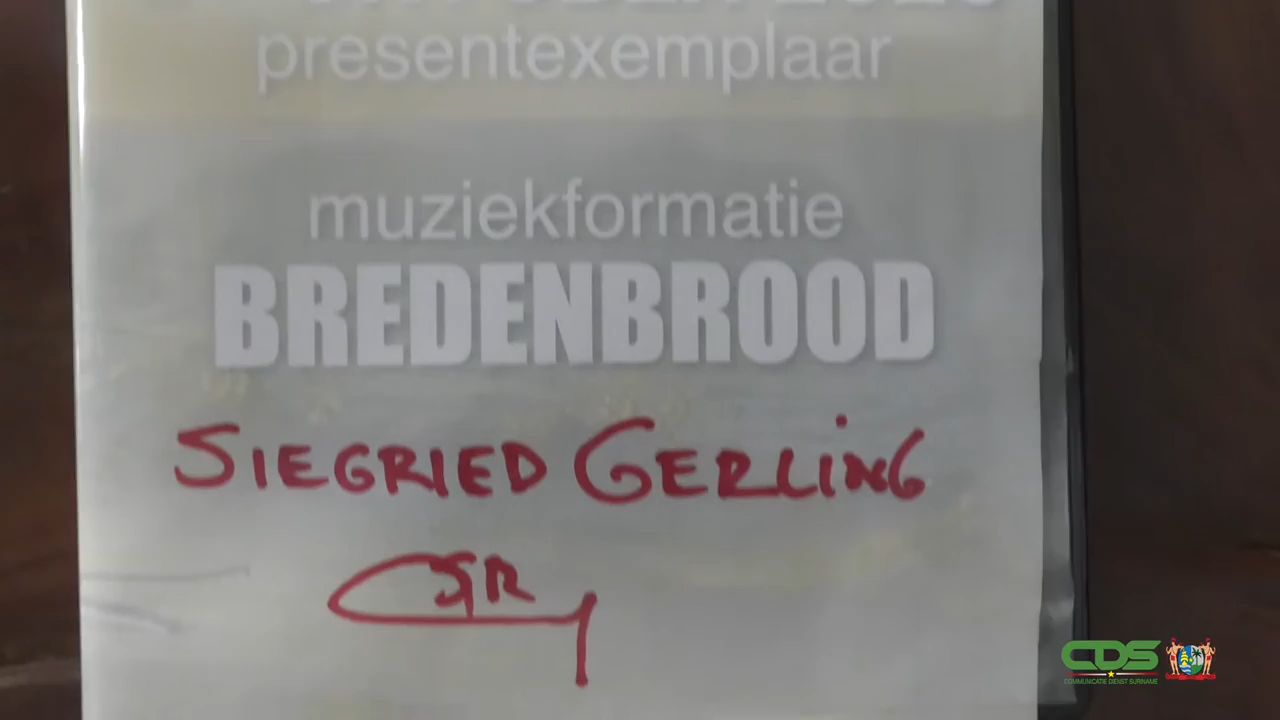 presentexemplaar
muziekformatie
BREDENBROOD
SIEGRIED GERLING
CDS
COMMUNICATIE DIENST SURINAME